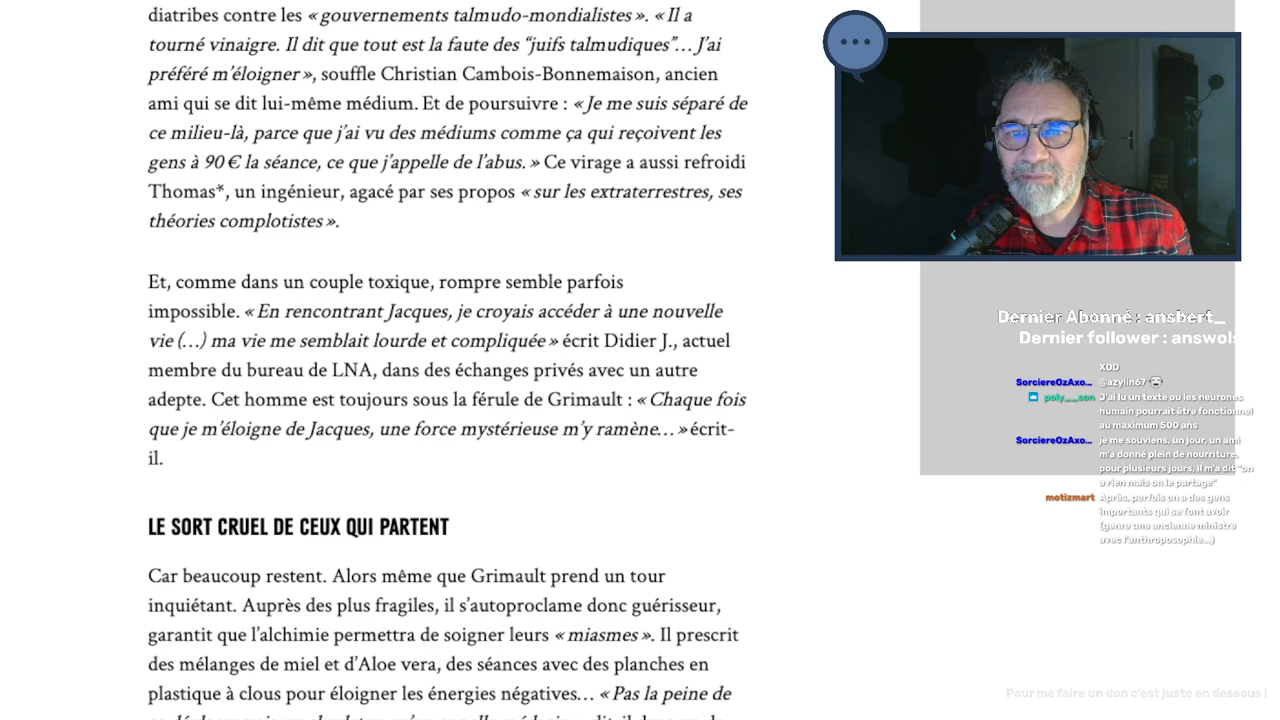 diatribes contre les « gouvernements talmudo-mondialistes ». « Il a
tourné vinaigre. Il dit que tout est la faute des “juifs talmudiques”… J’ai
préféré m’éloigner », souffle Christian Cambois-Bonnemaison, ancien
ami qui se dit lui-même médium. Et de poursuivre : « Je me suis séparé de
ce milieu-là, parce que j’ai vu des médiums comme ça qui reçoivent les
gens à 90 € la séance, ce que j’appelle de l’abus. » Ce virage a aussi refroidi
Thomas*, un ingénieur, agacé par ses propos « sur les extraterrestres, ses
théories complotistes ».
Et, comme dans un couple toxique, rompre semble parfois
impossible. « En rencontrant Jacques, je croyais accéder à une nouvelle
vie (…) ma vie me semblait lourde et compliquée » écrit Didier J., actuel
membre du bureau de LNA, dans des échanges privés avec un autre
adepte. Cet homme est toujours sous la férule de Grimault : « Chaque fois
que je m’éloigne de Jacques, une force mystérieuse m’y ramène… » écrit-
il.
LE SORT CRUEL DE CEUX QUI PARTENT
Car beaucoup restent. Alors même que Grimault prend un tour
inquiétant. Auprès des plus fragiles, il s’autoproclame donc guérisseur,
garantit que l’alchimie permettra de soigner leurs « miasmes ». Il prescrit
des mélanges de miel et d’Aloe vera, des séances avec des planches en
plastique à clous pour éloigner les énergies négatives… « Pas la peine de
Dernier Abonné : ansbert_
Dernier follower : answols
XDD
SorciereOzAxo... @azylin67
poly__son J'ai lu un texte ou les neurones
humain pourrait être fonctionnel
au maximum 500 ans
SorciereOzAxo... je me souviens, un jour, un ami
m'a donné plein de nourriture,
pour plusieurs jours, il m'a dit "on
a rien mais on le partage"
motizmart Après, parfois on a des gens
importants qui se font avoir
(genre une ancienne ministre
avec l'anthroposophie...)
Pour me faire un don c'est juste en dessous !